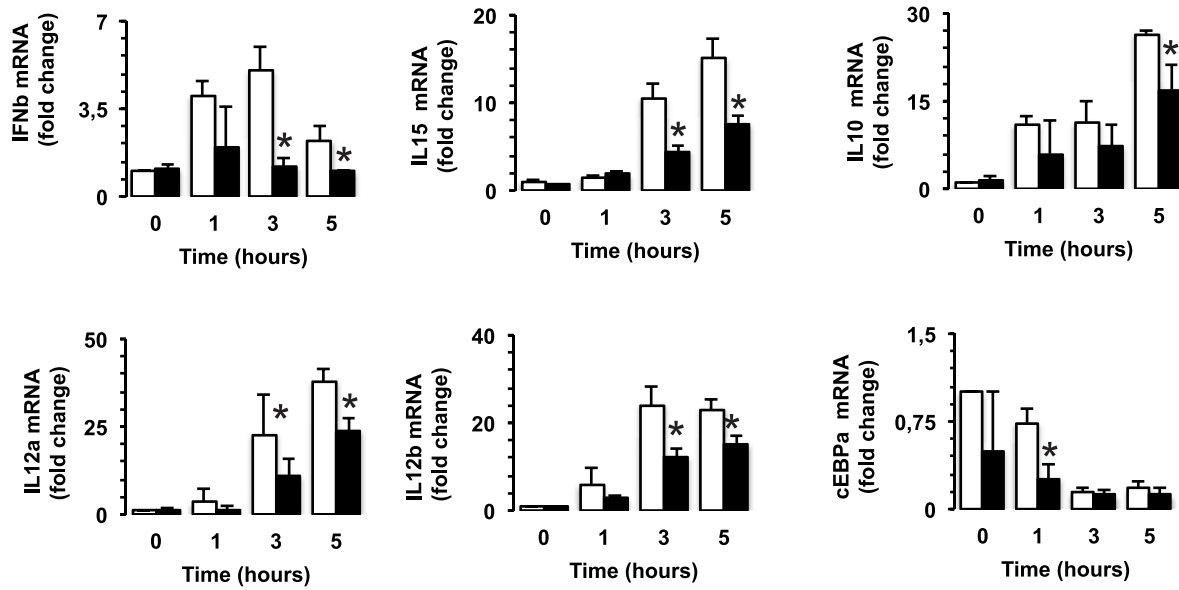 IFNb mRNA
(fold change)
7
3,5
0
*
*
0 1 3 5
Time (hours)
IL15 mRNA
(fold change)
20
10
0
*
*
0 1 3 5
Time (hours)
IL10 mRNA
(fold change)
30
15
0
*
0 1 3 5
Time (hours)
IL12a mRNA
(fold change)
50
25
0
*
*
0 1 3 5
Time (hours)
IL12b mRNA
(fold change)
40
20
0
*
*
0 1 3 5
Time (hours)
cEBPa mRNA
(fold change)
1,5
0,75
0
*
0 1 3 5
Time (hours)